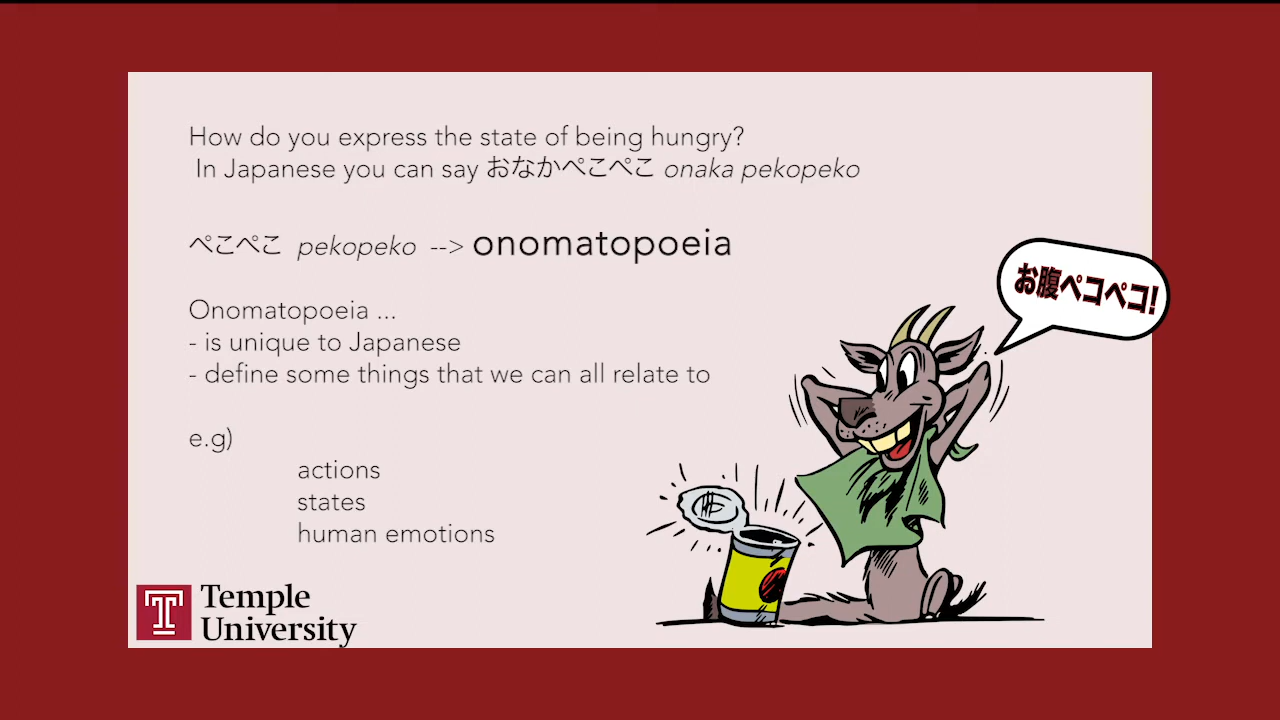 How do you express the state of being hungry?
In Japanese you can say おなかぺこぺこ onaka pekopeko
ぺこぺこ pekopeko --> onomatopoeia
Onomatopoeia ...
- is unique to Japanese
- define some things that we can all relate to
e.g)
actions
states
human emotions
お腹ペコペコ!
Temple
University